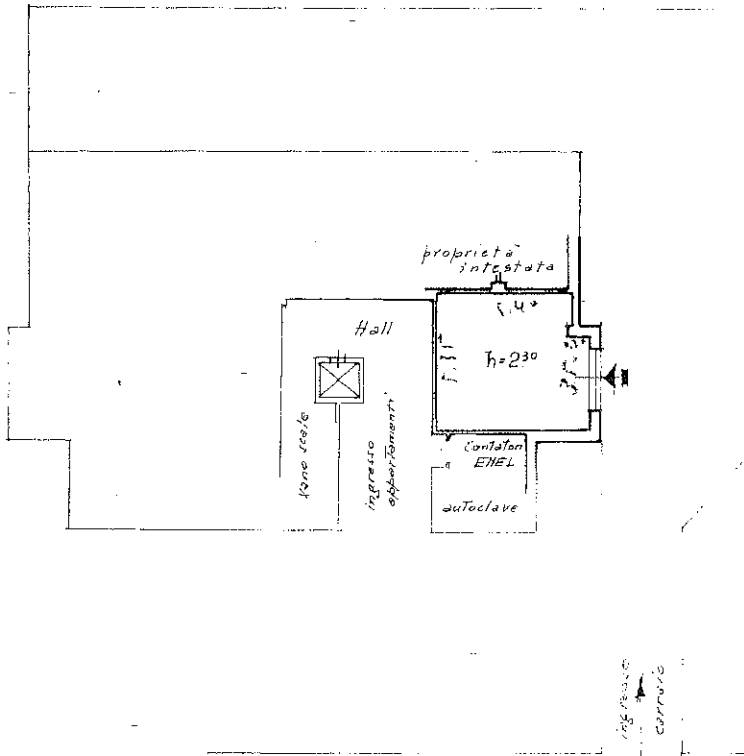 proprietà
intestata
Hall
h=2³⁰
Vano scale
ingresso
appartamenti
Contatori
ENEL
autoclave
ingresso
carraio